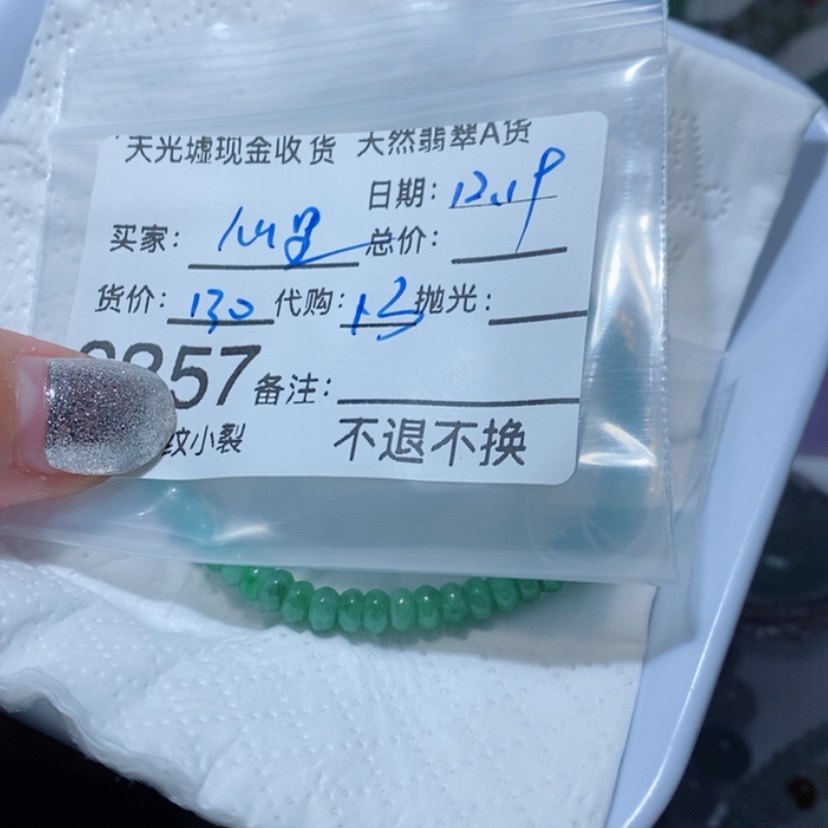 天光墟现金收货 天然翡翠A货
日期: 12.19
买家: 总价:
货价: 130 代购: 13 抛光:
857 备注:
纹小裂 不退不换